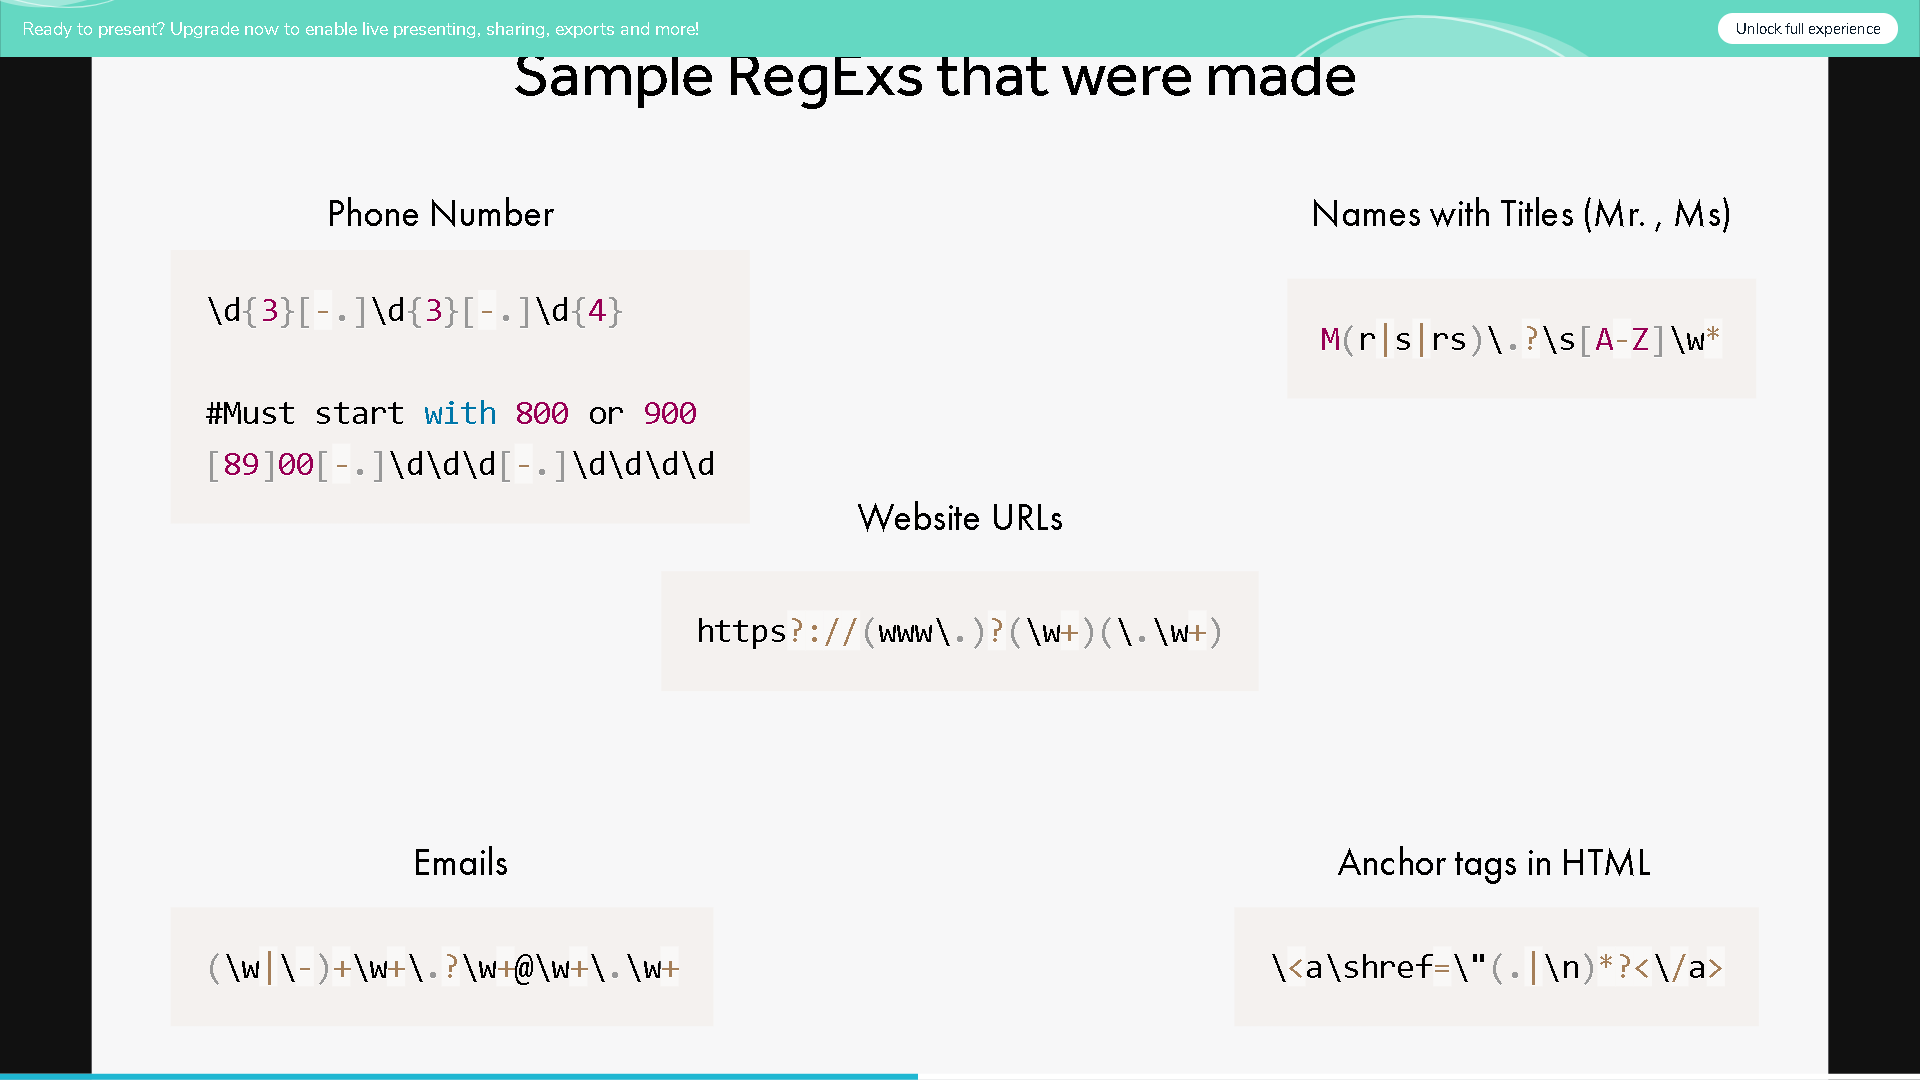 Ready to present? Upgrade now to enable live presenting, sharing, exports and more!
Unlock full experience
Sample RegExs that were made
Phone Number
\d{3}[-.]\d{3}[-.]\d{4}
#Must start with 800 or 900
[89]00[-.]\d\d\d[-.]\d\d\d\d
Names with Titles (Mr. , Ms)
M(r|s|rs)\.?\s[A-Z]\w*
Website URLs
https?://(www\.)?(\w+)(\.\w+)
Emails
(\w|\-)+\w+\.?\w+@\w+\.\w+
Anchor tags in HTML
\<a\shref=\"(.|\n)*?<\/a>